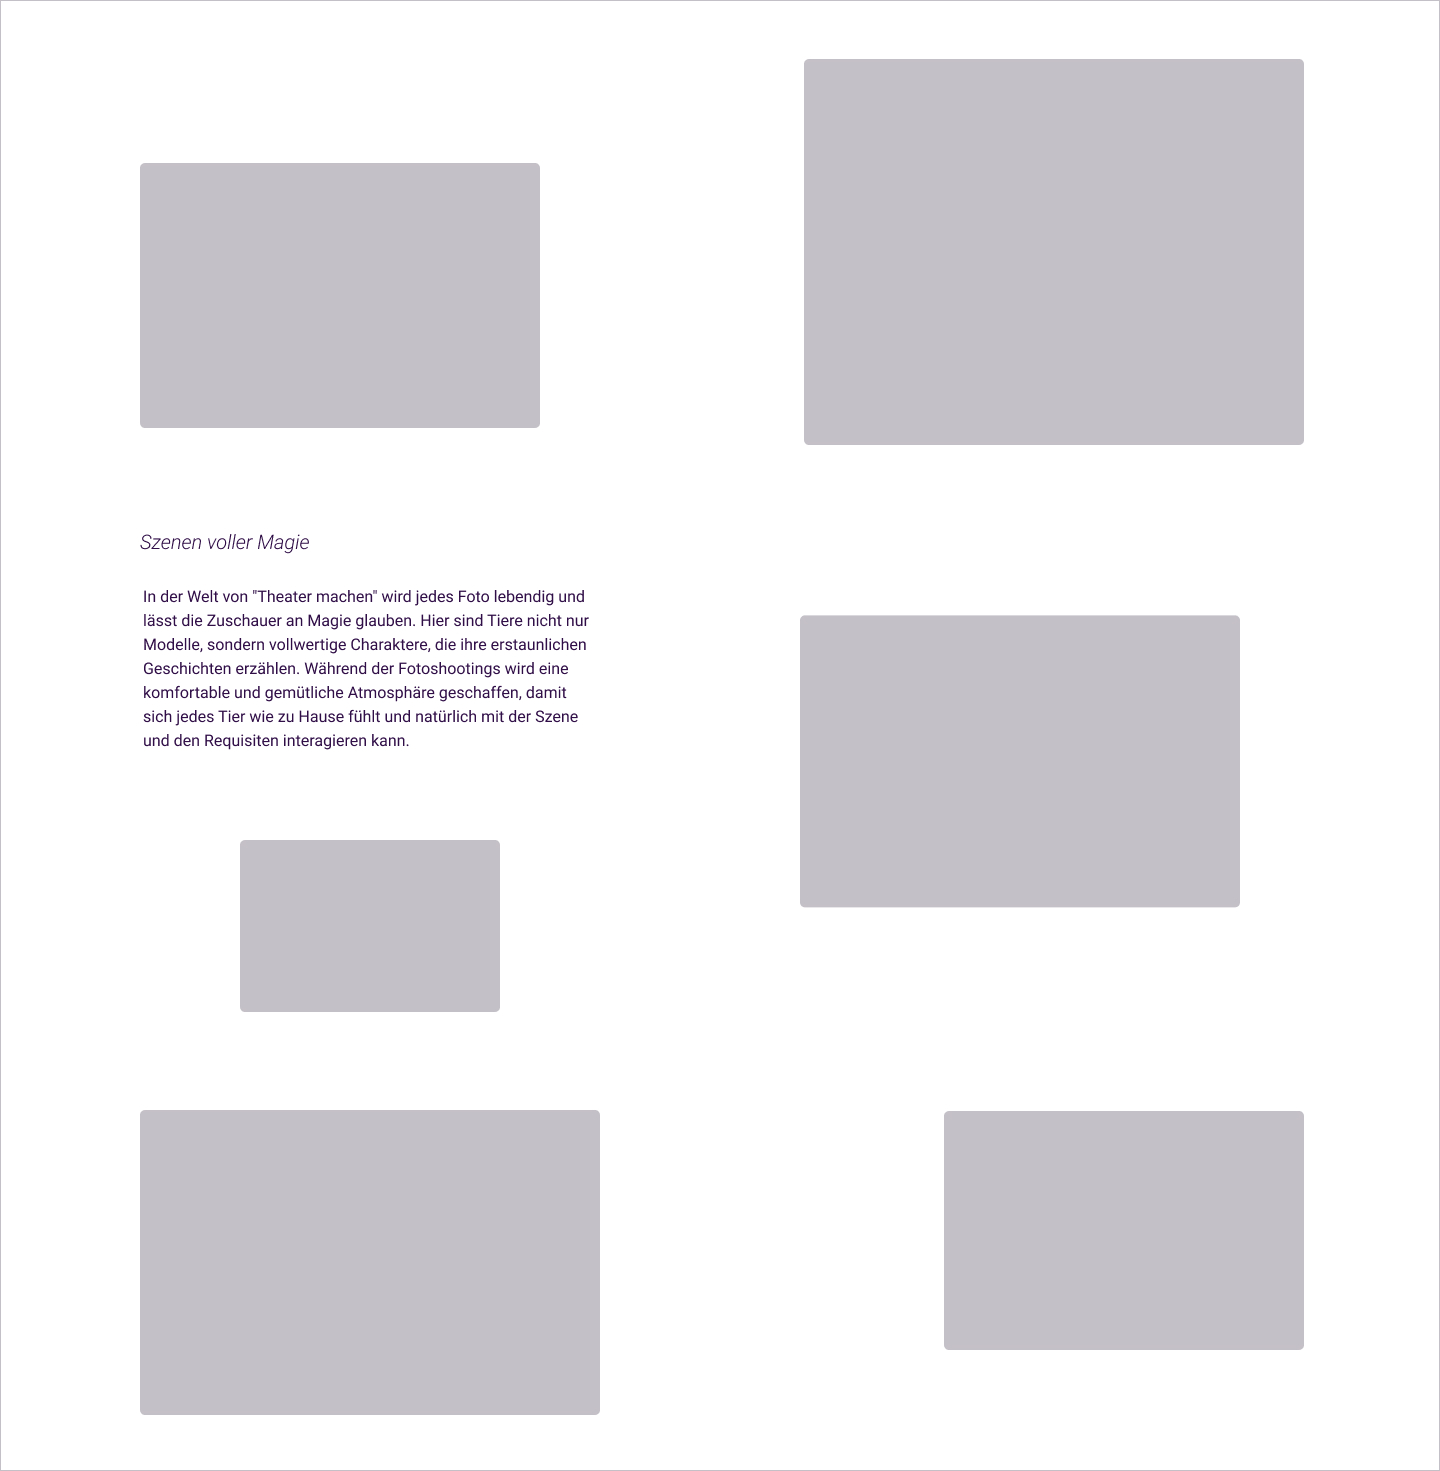 Szenen voller Magie
In der Welt von "Theater machen" wird jedes Foto lebendig und
lässt die Zuschauer an Magie glauben. Hier sind Tiere nicht nur
Modelle, sondern vollwertige Charaktere, die ihre erstaunlichen
Geschichten erzählen. Während der Fotoshootings wird eine
komfortable und gemütliche Atmosphäre geschaffen, damit
sich jedes Tier wie zu Hause fühlt und natürlich mit der Szene
und den Requisiten interagieren kann.